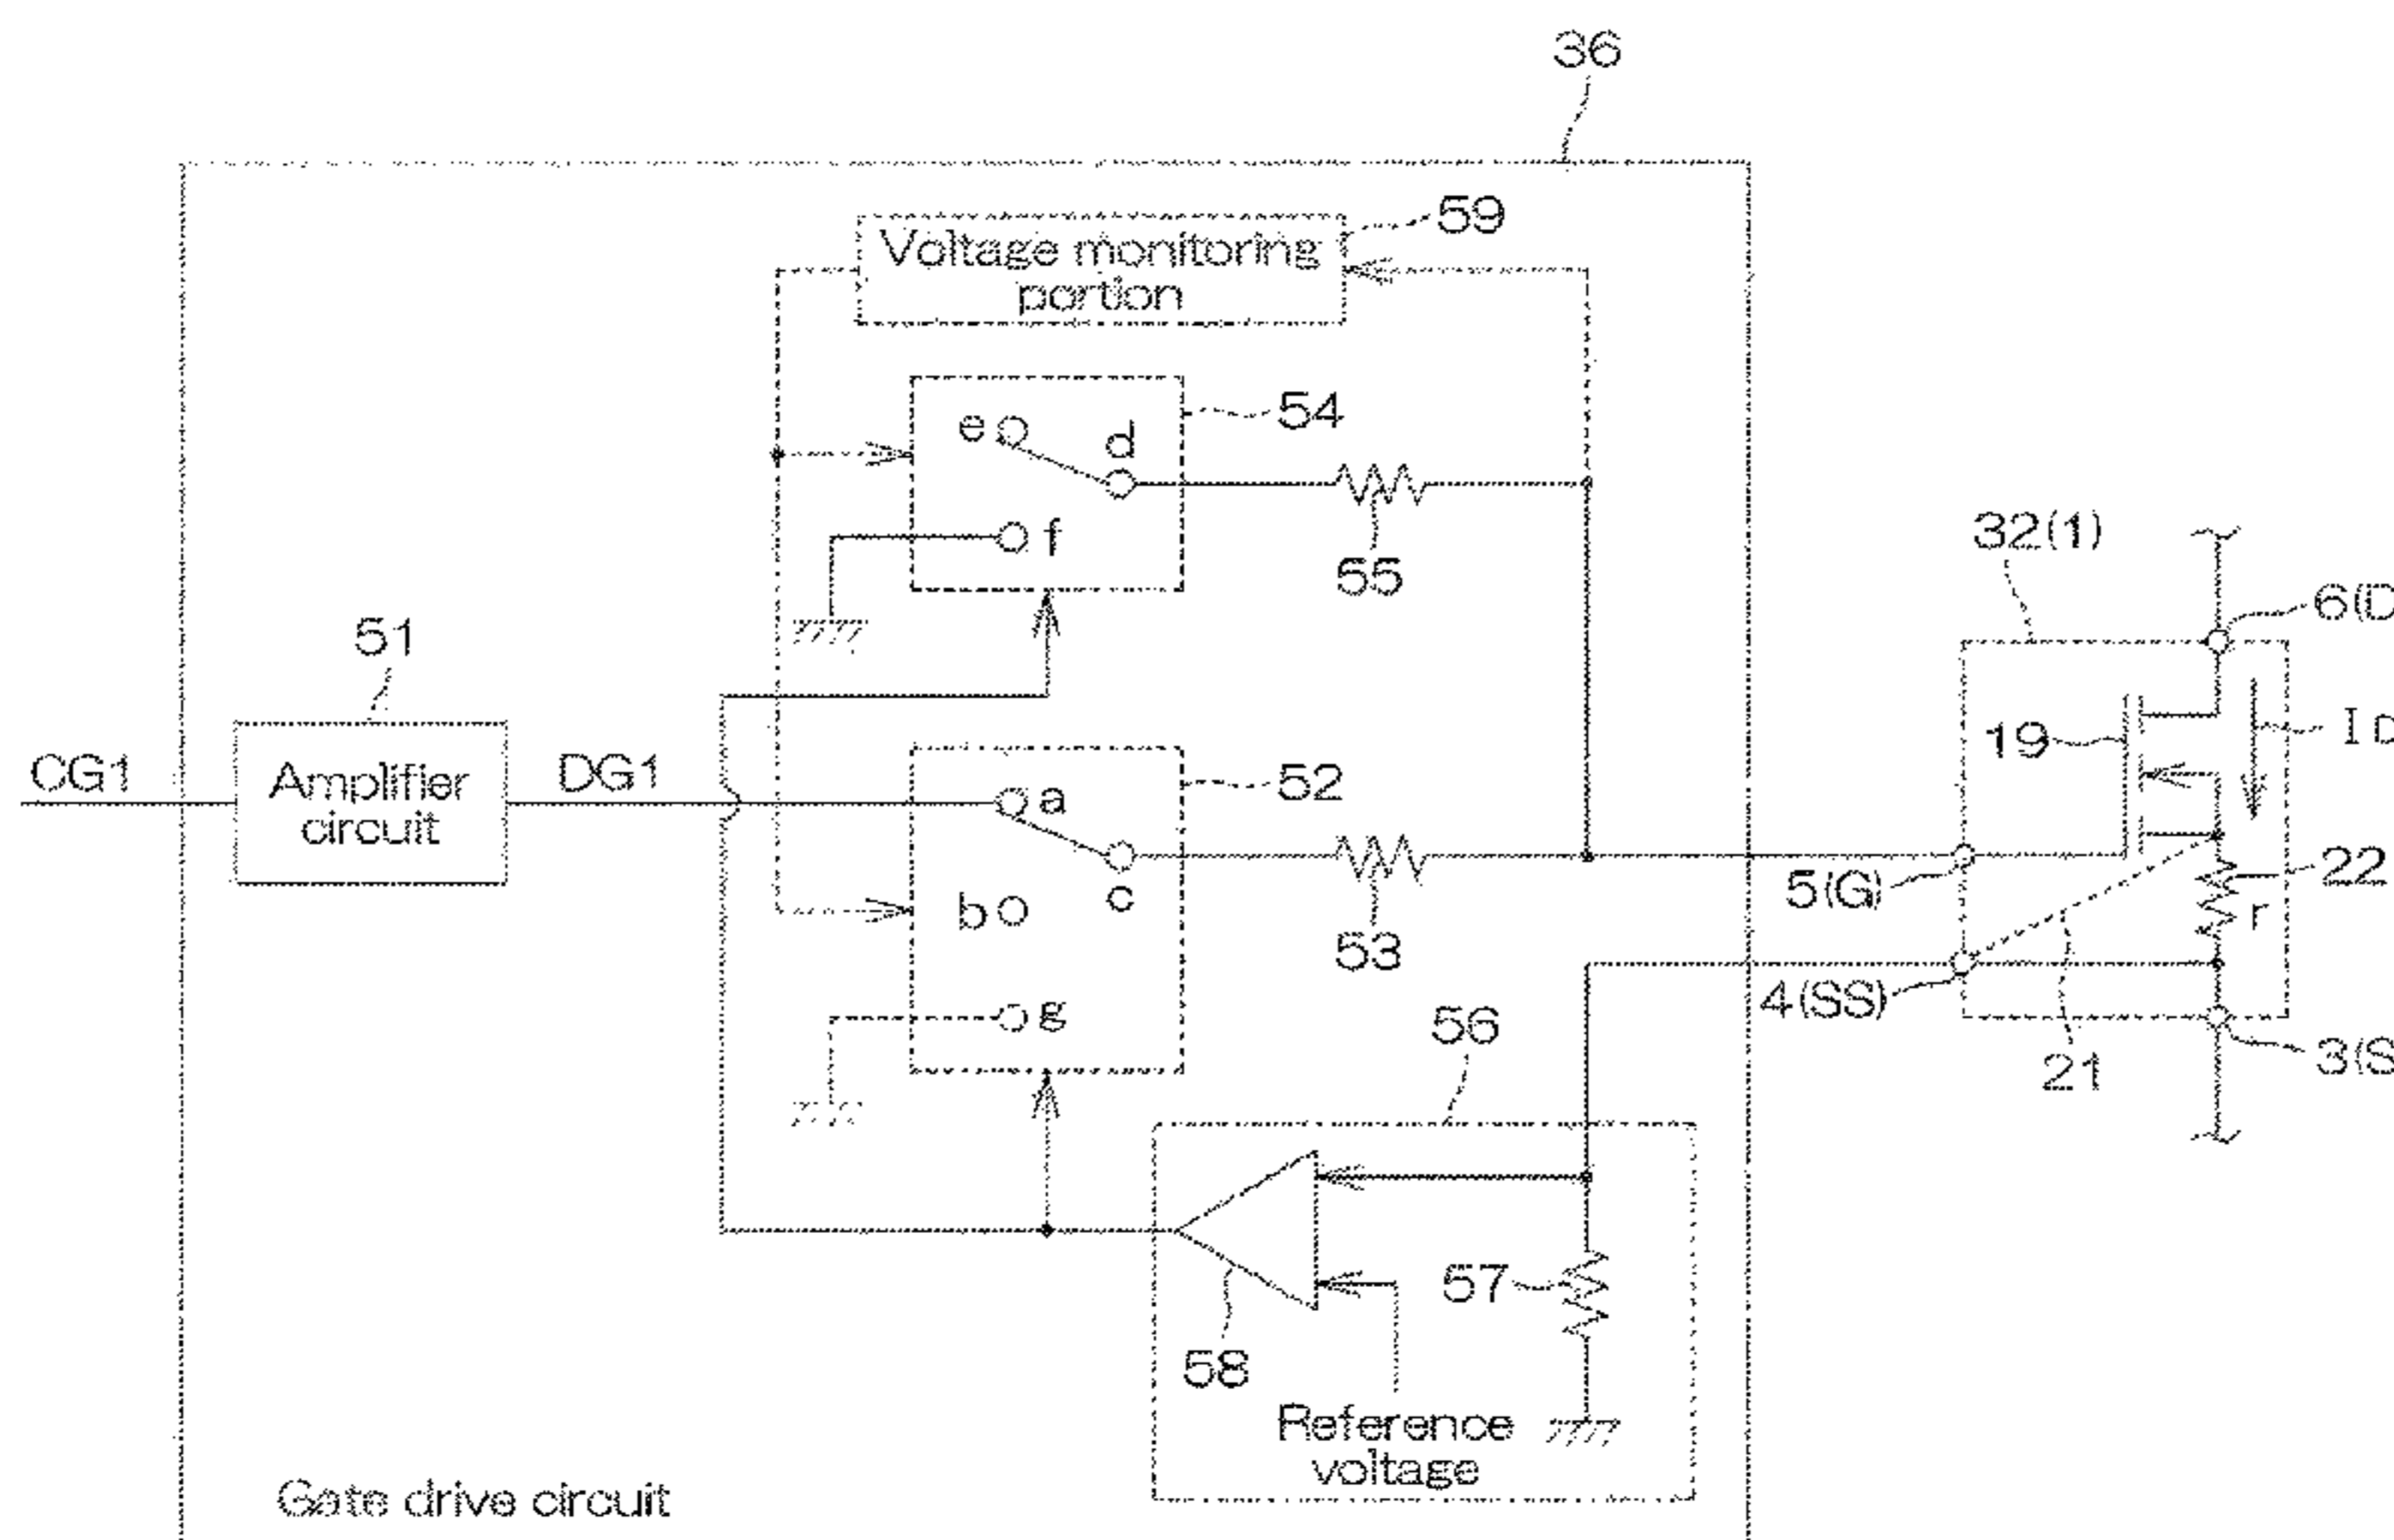 36
59
Voltage monitoring
portion
54
e
d
f
55
32(1)
6(D
51
CG1
Amplifier
circuit
DG1
52
a
c
b
g
53
19
ID
22
r
5(G)
4(SS)
21
3(S
56
57
58
Reference
voltage
Gate drive circuit